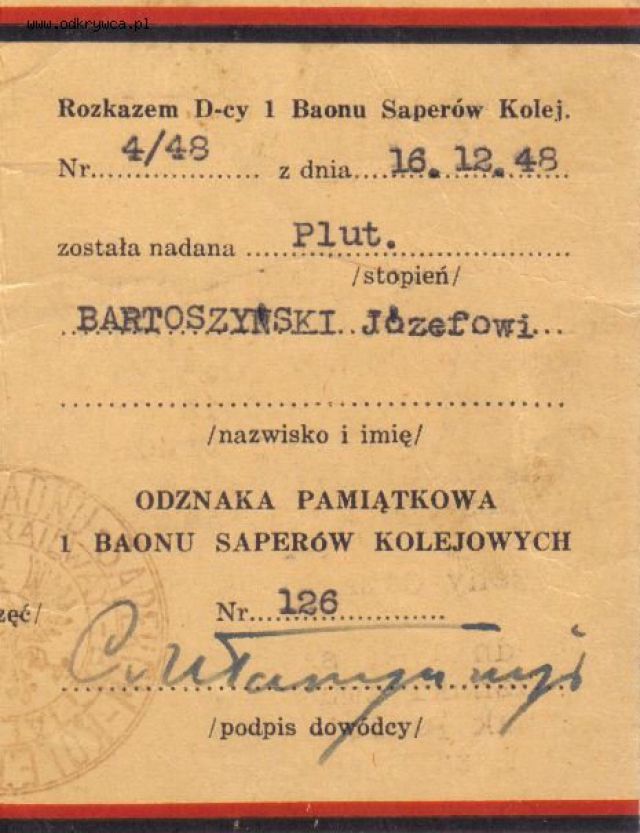 www.odkrywca.pl
Rozkazem D-cy 1 Baonu Saperów Kolej.
Nr. 4/48 z dnia 16. 12. 48
została nadana Plut.
/stopień/
BARTOSZYŃSKI Józefowi
/nazwisko i imię/
ODZNAKA PAMIĄTKOWA
1 BAONU SAPERÓW KOLEJOWYCH
zęć/ Nr. 126
/podpis dowódcy/